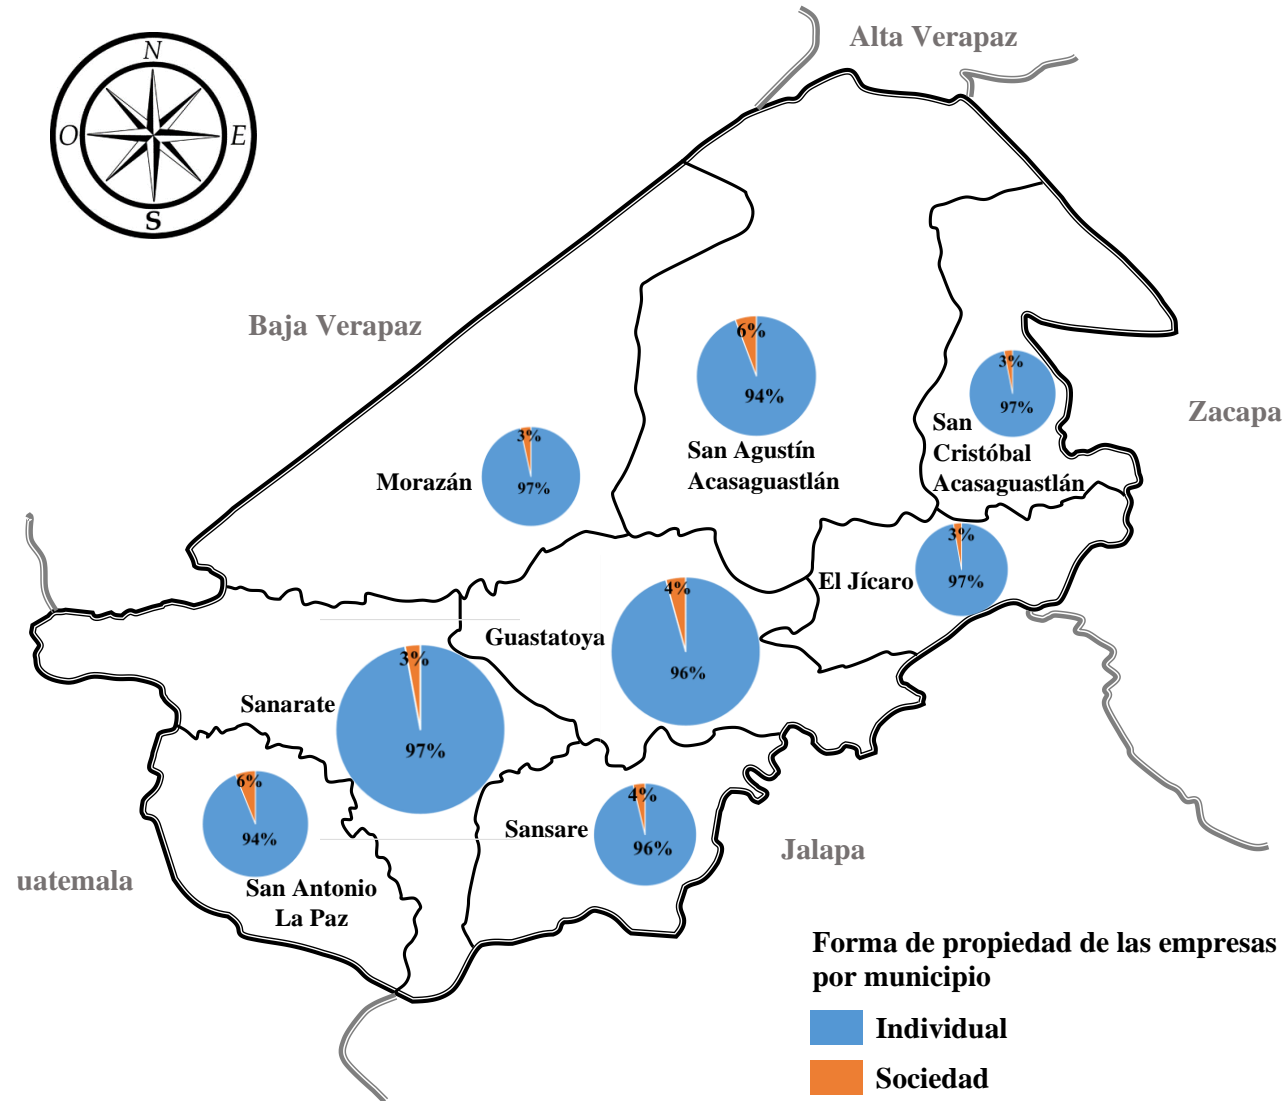 N
O
E
S
Alta Verapaz
Baja Verapaz
Zacapa
6%
94%
San Agustín
Acasaguastlán
3%
97%
San
Cristóbal
Acasaguastlán
3%
97%
Morazán
3%
97%
El Jícaro
4%
96%
Guastatoya
3%
97%
Sanarate
6%
94%
San Antonio
La Paz
4%
96%
Sansare
Jalapa
uatemala
Forma de propiedad de las empresas
por municipio
Individual
Sociedad